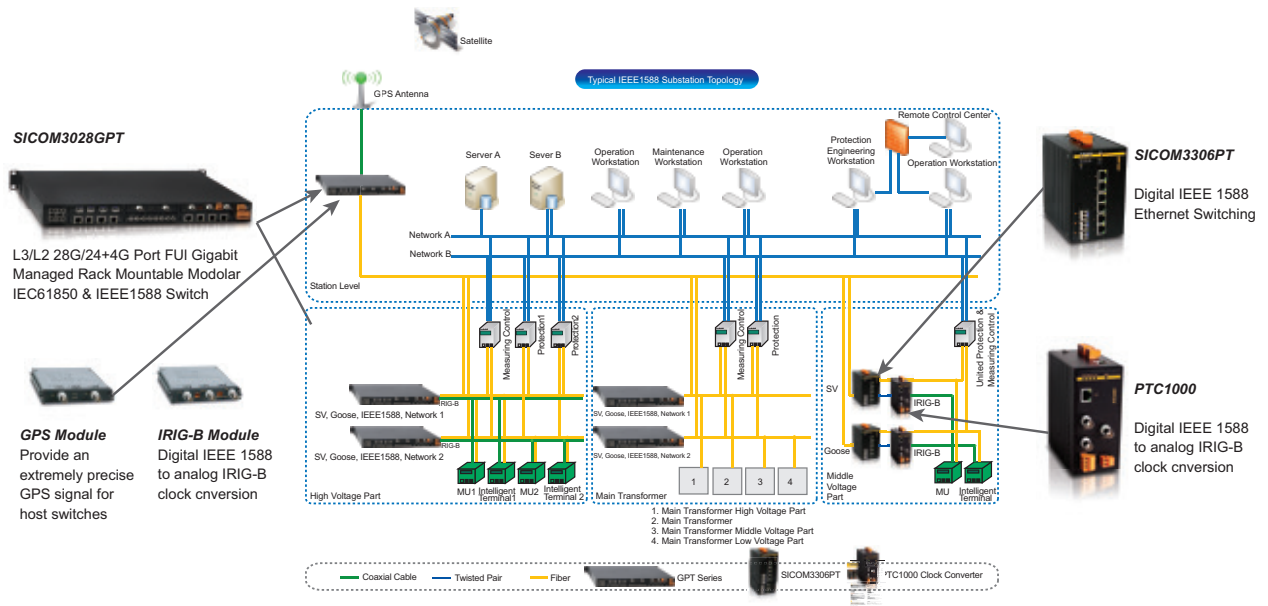 Satellite
Typical IEEE1588 Substation Topology
GPS Antenna
SICOM3028GPT
L3/L2 28G/24+4G Port FUI Gigabit
Managed Rack Mountable Modolar
IEC61850 & IEEE1588 Switch
Server A
Sever B
Operation
Workstation
Maintenance
Workstation
Operation
Workstation
Protection
Engineering
Workstation
Remote Control Center
Operation Workstation
SICOM3306PT
Digital IEEE 1588
Ethernet Switching
Network A
Network B
Station Level
Measuring Control
Protection1
Protection2
Measuring Control
Protection
United Protection &
Measuring Control
RIG-B
SV, Goose, IEEE1588, Network 1
IRIG-B
SV, Goose, IEEE1588, Network 2
MU1
Intelligent
Terminal1
MU2
Intelligent
Terminal 2
High Voltage Part
SV, Goose, IEEE1588, Network 1
SV, Goose, IEEE1588, Network 2
1
2
3
4
Main Transformer
SV
IRIG-B
Goose
IRIG-B
Middle
Voltage
Part
MU
Intelligent
Terminal
GPS Module
Provide an
extremely precise
GPS signal for
host switches
IRIG-B Module
Digital IEEE 1588
to analog IRIG-B
clock cnversion
PTC1000
Digital IEEE 1588
to analog IRIG-B
clock cnversion
1. Main Transformer High Voltage Part
2. Main Transformer
3. Main Transformer Middle Voltage Part
4. Main Transformer Low Voltage Part
Coaxial Cable
Twisted Pair
Fiber
GPT Series
SICOM3306PT
PTC1000 Clock Converter